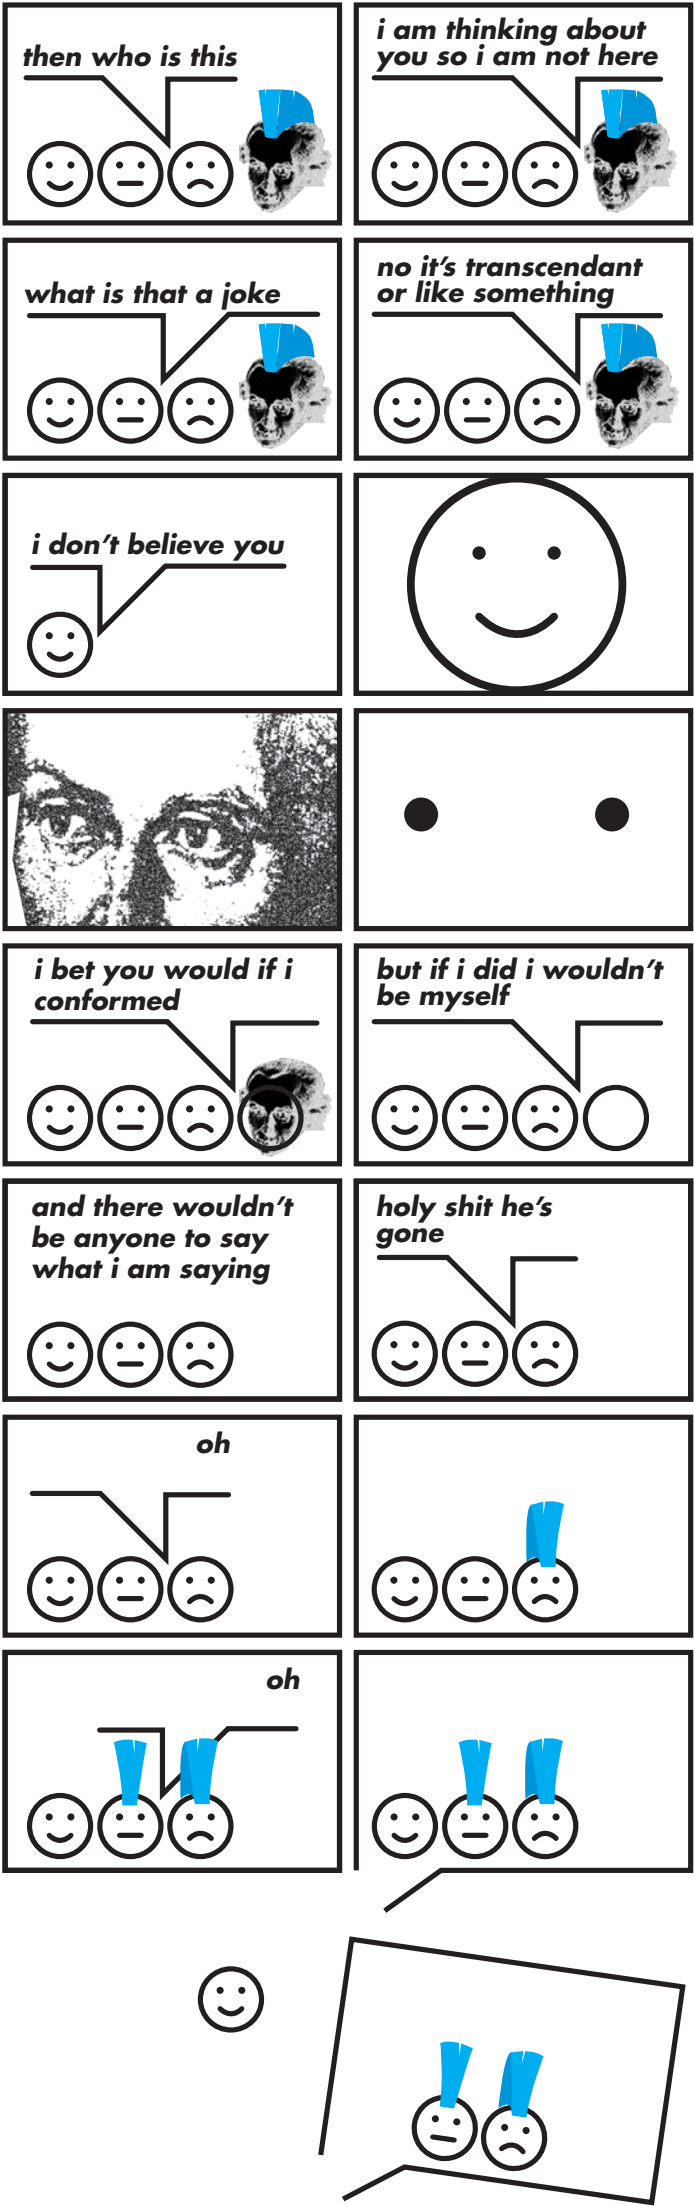 then who is this
i am thinking about
you so i am not here
what is that a joke
no it's transcendant
or like something
i don't believe you
i bet you would if i
conformed
but if i did i wouldn't
be myself
and there wouldn't
be anyone to say
what i am saying
holy shit he's
gone
oh
oh